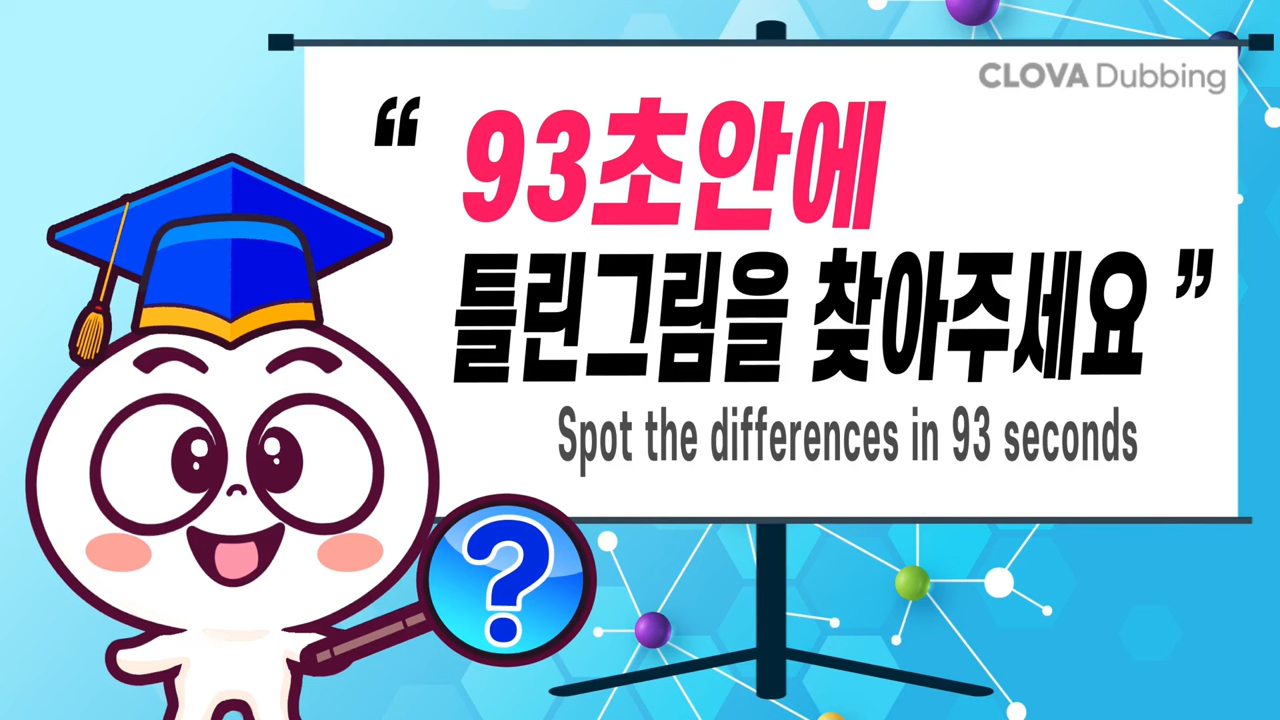 CLOVA Dubbing
“ 93초안에
틀린그림을 찾아주세요 ”
Spot the differences in 93 seconds
?